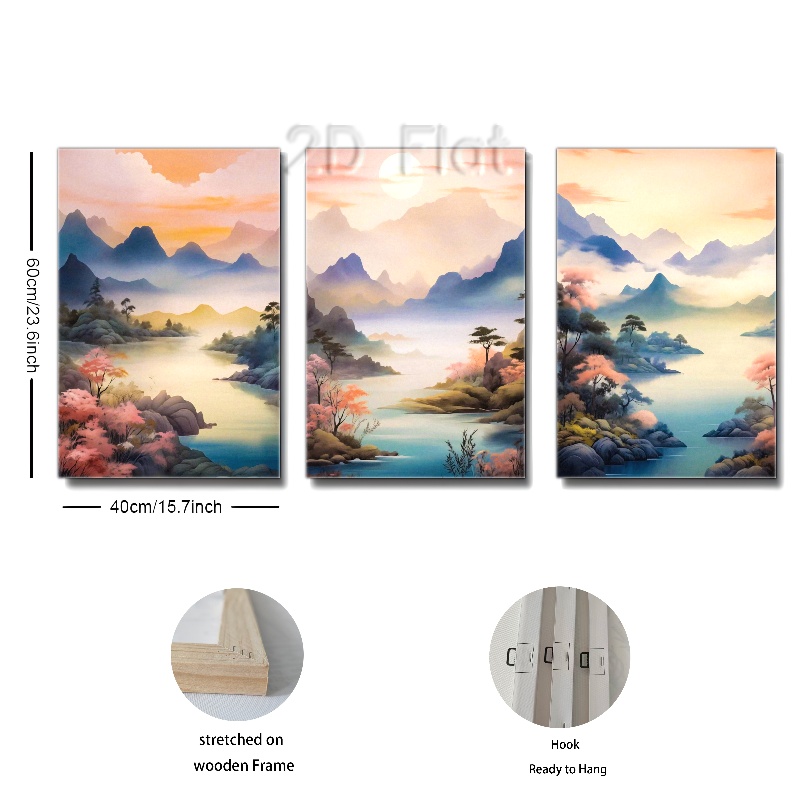 2D Flat
60cm/23.6inch
40cm/15.7inch
stretched on
wooden Frame
Hook
Ready to Hang